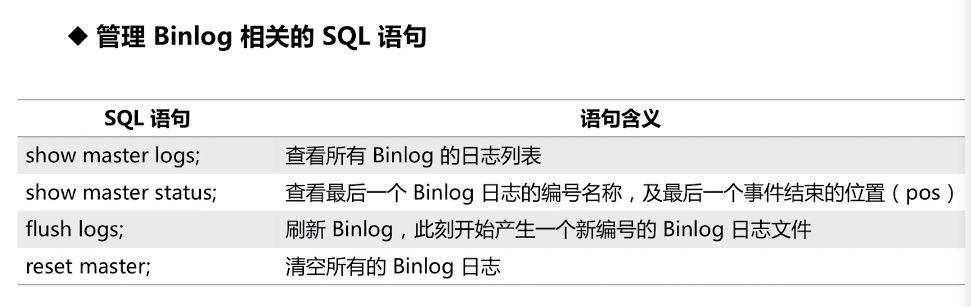 ◆ 管理 Binlog 相关的 SQL 语句
SQL 语句 语句含义
show master logs; 查看所有 Binlog 的日志列表
show master status; 查看最后一个 Binlog 日志的编号名称，及最后一个事件结束的位置（pos）
flush logs; 刷新 Binlog，此刻开始产生一个新编号的 Binlog 日志文件
reset master; 清空所有的 Binlog 日志